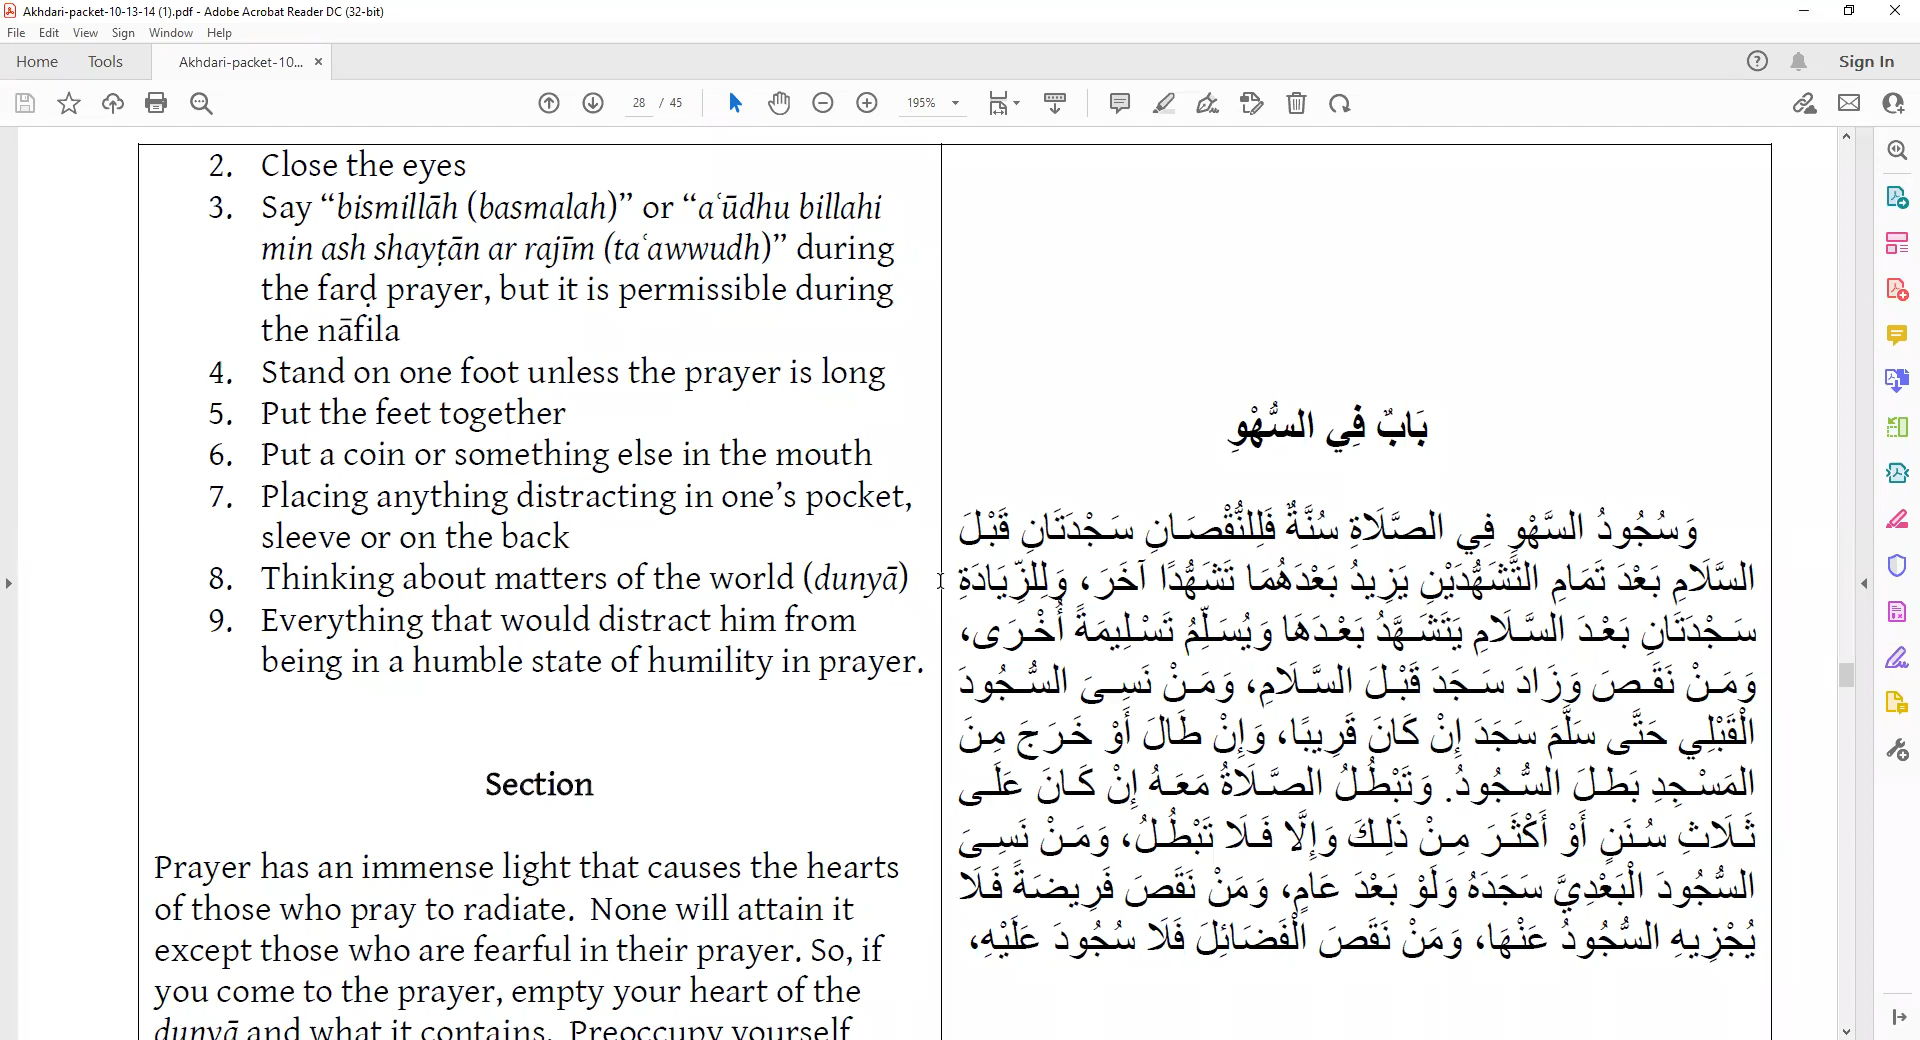 Akhdari-packet-10-13-14 (1).pdf - Adobe Acrobat Reader DC (32-bit)
File Edit View Sign Window Help
Home Tools Akhdari-packet-10... × Sign In
28 / 45 195%
2. Close the eyes
3. Say “bismillāh (basmalah)” or “aʿūdhu billahi
min ash shayṭān ar rajīm (taʿawwudh)” during
the farḍ prayer, but it is permissible during
the nāfila
4. Stand on one foot unless the prayer is long
5. Put the feet together
6. Put a coin or something else in the mouth
7. Placing anything distracting in one’s pocket,
sleeve or on the back
8. Thinking about matters of the world (dunyā)
9. Everything that would distract him from
being in a humble state of humility in prayer.
Section
Prayer has an immense light that causes the hearts
of those who pray to radiate. None will attain it
except those who are fearful in their prayer. So, if
you come to the prayer, empty your heart of the
dunyā and what it contains. Preoccupy yourself
بَابٌ فِي السُّهْوِ
وَسُجُودُ السَّهْوِ فِي الصَّلَاةِ سُنَّةٌ فَلِلنُّقْصَانِ سَجْدَتَانِ قَبْلَ
السَّلَامِ بَعْدَ تَمَامِ التَّشَهُّدَيْنِ يَزِيدُ بَعْدَهُمَا تَشَهُّدًا آخَرَ، وَلِلزِّيَادَةِ
سَجْدَتَانِ بَعْدَ السَّلَامِ يَتَشَهَّدُ بَعْدَهَا وَيُسَلِّمُ تَسْلِيمَةً أُخْرَى،
وَمَنْ نَقَصَ وَزَادَ سَجَدَ قَبْلَ السَّلَامِ، وَمَنْ نَسِىَ السُّجُودَ
الْقَبْلِي حَتَّى سَلَّمَ سَجَدَ إِنْ كَانَ قَرِيبًا، وَإِنْ طَالَ أَوْ خَرَجَ مِنَ
المَسْجِدِ بَطلَ السُّجُودُ. وَتَبْطُلُ الصَّلَاةُ مَعَهُ إِنْ كَانَ عَلَى
ثَلَاثِ سُنَنٍ أَوْ أَكْثَرَ مِنْ ذَلِكَ وَإِلَّا فَلَا تَبْطُلُ، وَمَنْ نَسِىَ
السُّجُودَ الْبَعْدِيَّ سَجَدَهُ وَلَوْ بَعْدَ عَامٍ، وَمَنْ نَقَصَ فَرِيضَةً فَلَا
يُجْزِيهِ السُّجُودُ عَنْهَا، وَمَنْ نَقَصَ الْفَضَائِلَ فَلَا سُجُودَ عَلَيْهِ،